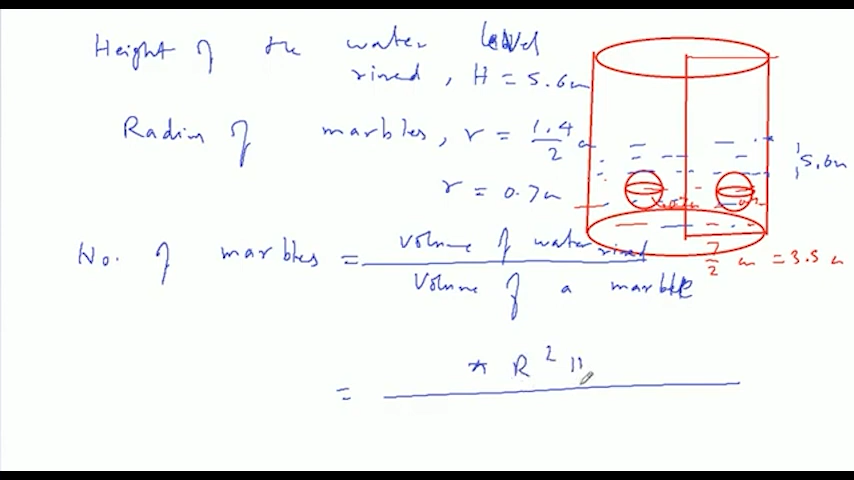 Height of the water level
rised, H = 5.6cm
Radius of marbles, r = 1.4/2 cm
r = 0.7cm
5.6cm
No. of marbles = Volume of water rised / Volume of a marble
7/2 cm = 3.5 cm
= π R² H